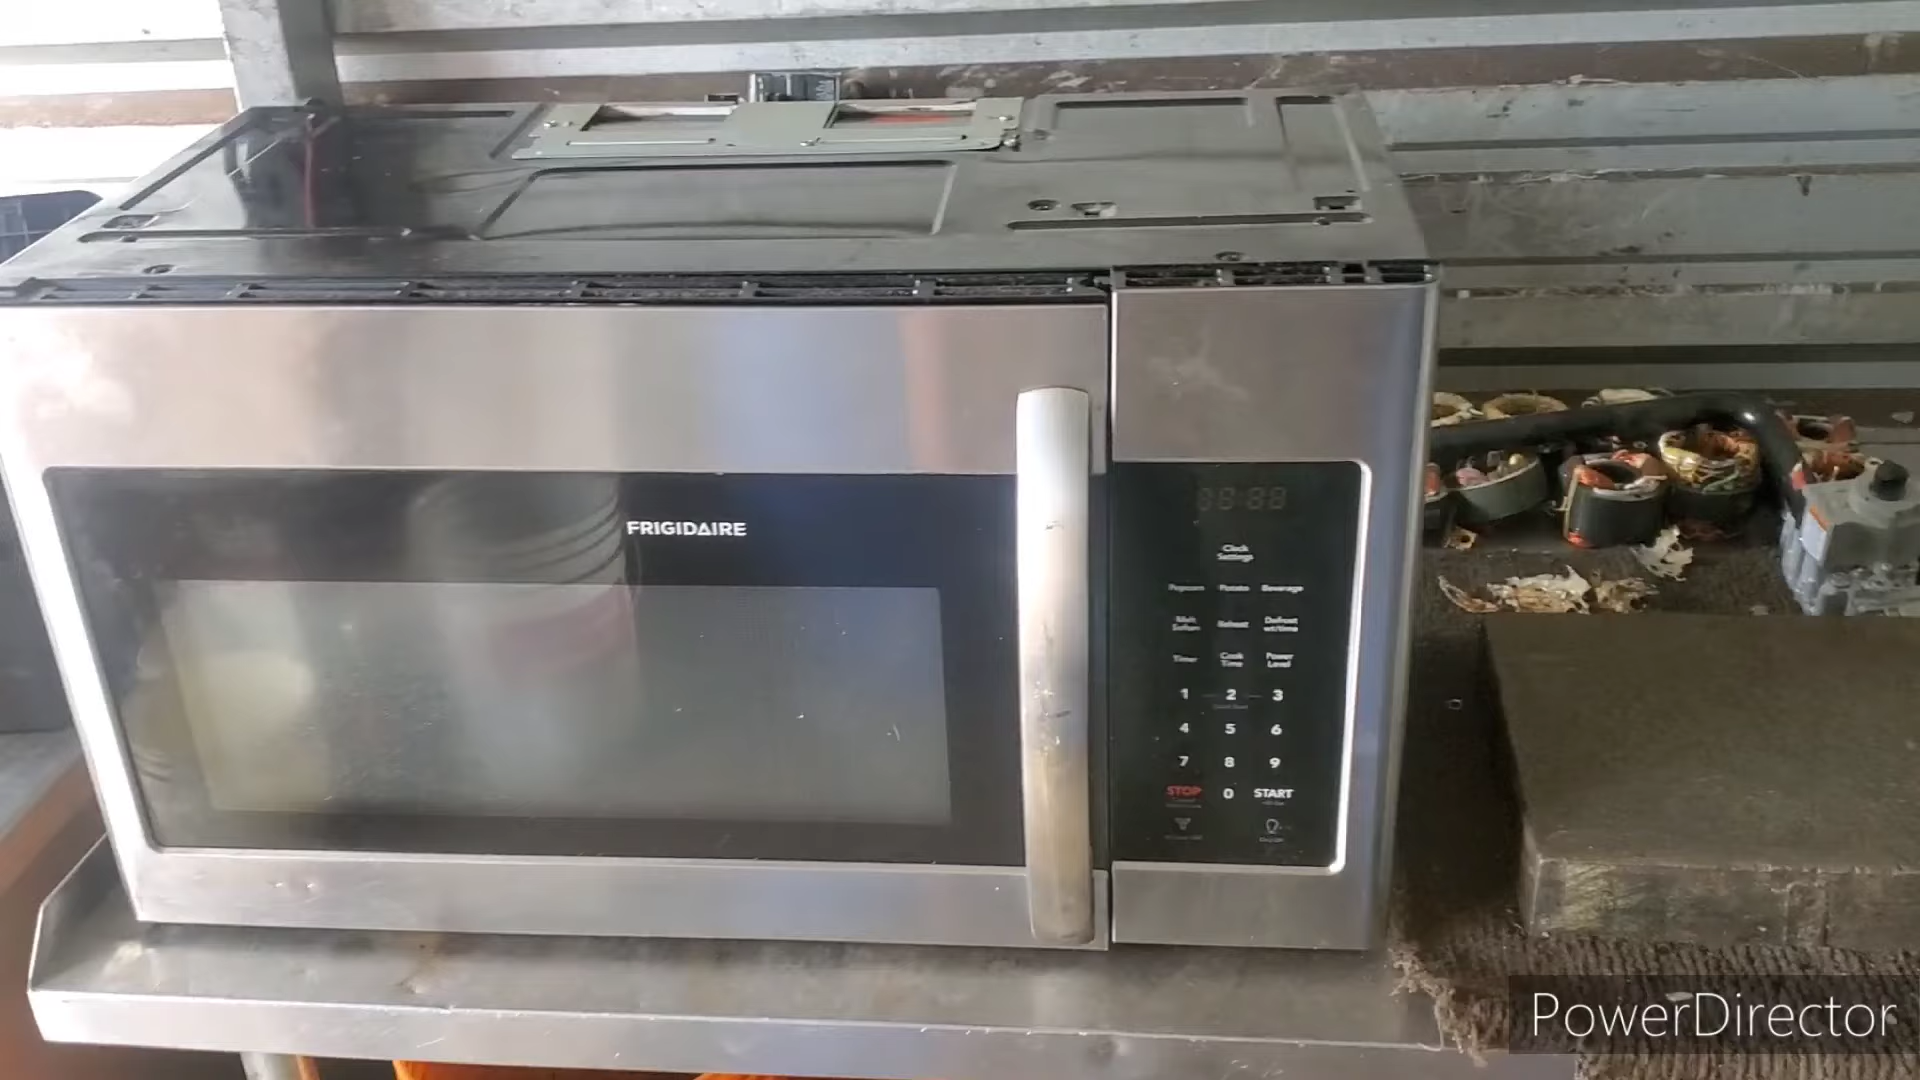 FRIGIDAIRE
Clock
Settings
Popcorn Potato Beverage
Melt
Soften
Reheat
Defrost
wt/time
Timer
Cook
Time
Power
Level
1 2 3
4 5 6
7 8 9
STOP 0 START
PowerDirector